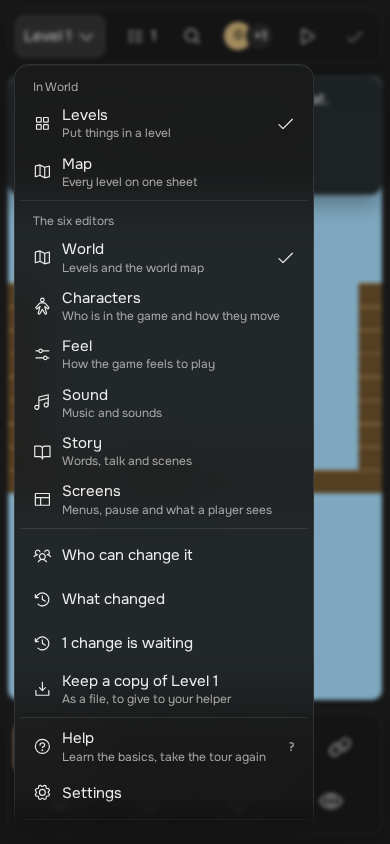 Level 1
1
+1
In World
Levels
Put things in a level
Map
Every level on one sheet
The six editors
World
Levels and the world map
Characters
Who is in the game and how they move
Feel
How the game feels to play
Sound
Music and sounds
Story
Words, talk and scenes
Screens
Menus, pause and what a player sees
Who can change it
What changed
1 change is waiting
Keep a copy of Level 1
As a file, to give to your helper
Help
Learn the basics, take the tour again
?
Settings